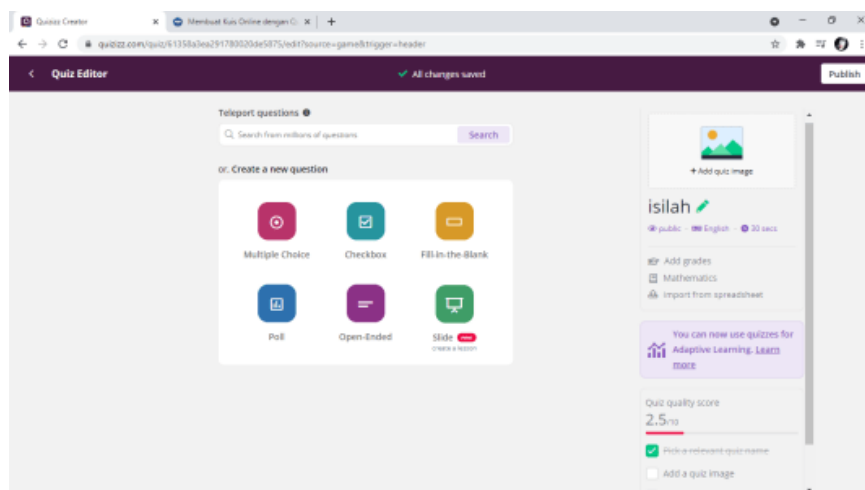 Quizizz Creator
Membuat Kuis Online dengan Q
quizizz.com/quiz/61358a3ea291780020de5875/edit?source=game&trigger=header
Quiz Editor
All changes saved
Publish
Teleport questions
Search from millions of questions
Search
or, Create a new question
Multiple Choice
Checkbox
Fill-in-the-Blank
Poll
Open-Ended
Slide new
create a lesson
+ Add quiz image
isilah
public - English - 30 secs
Add grades
Mathematics
Import from spreadsheet
You can now use quizzes for
Adaptive Learning. Learn
more
Quiz quality score
2.5/10
Pick a relevant quiz name
Add a quiz image